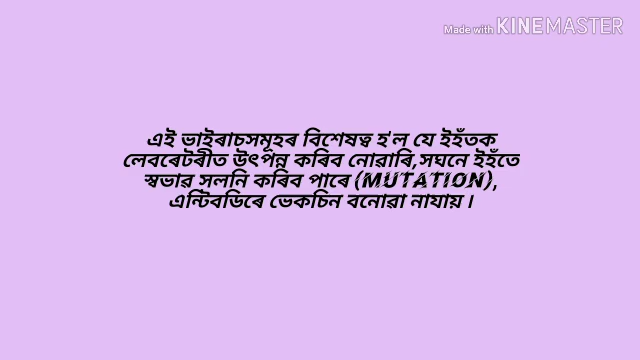 Made with KINEMASTER
এই ভাইৰাচসমূহৰ বিশেষত্ব হ'ল যে ইহঁতক
লেবৰেটৰীত উৎপন্ন কৰিব নোৱাৰি,সঘনে ইহঁতে
স্বভাৱ সলনি কৰিব পাৰে (MUTATION),
এন্টিবডিৰে ভেকচিন বনোৱা নাযায় ।